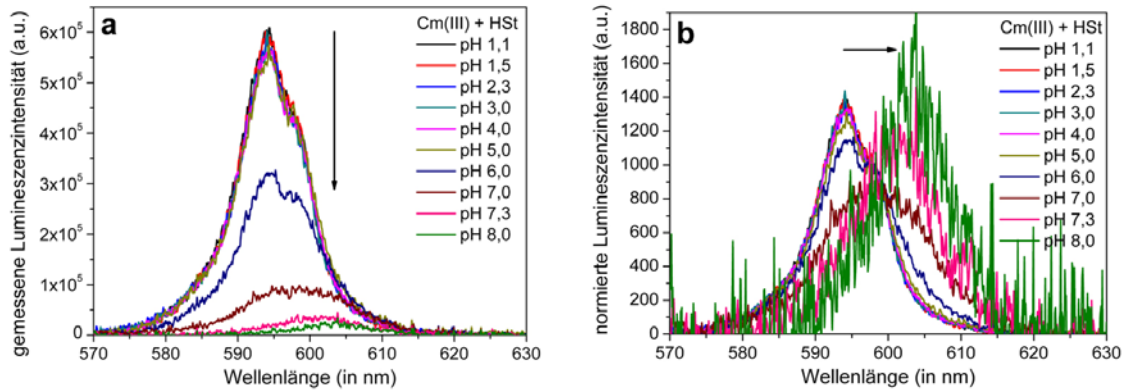 a
Cm(III) + HSt
pH 1,1
pH 1,5
pH 2,3
pH 3,0
pH 4,0
pH 5,0
pH 6,0
pH 7,0
pH 7,3
pH 8,0
gemessene Lumineszenzintensität (a.u.)
6x10⁵
5x10⁵
4x10⁵
3x10⁵
2x10⁵
1x10⁵
0
570 580 590 600 610 620 630
Wellenlänge (in nm)
b
Cm(III) + HSt
pH 1,1
pH 1,5
pH 2,3
pH 3,0
pH 4,0
pH 5,0
pH 6,0
pH 7,0
pH 7,3
pH 8,0
normierte Lumineszenzintensität (a.u.)
1800
1600
1400
1200
1000
800
600
400
200
0
570 580 590 600 610 620 630
Wellenlänge (in nm)